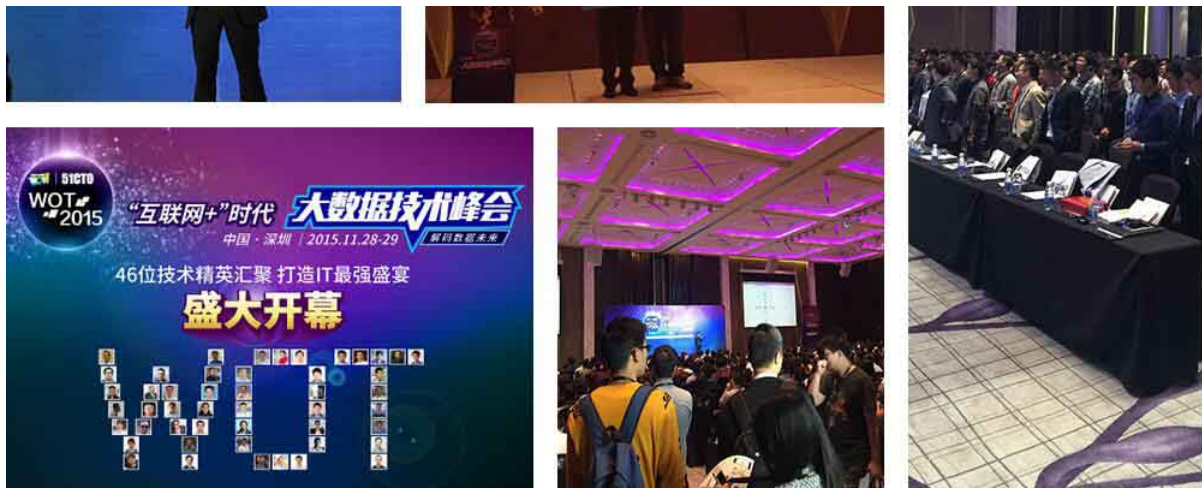 51CTO
WOT
2015
“互联网+”时代 大数据技术峰会
中国·深圳 | 2015.11.28-29 解码数据未来
46位技术精英汇聚 打造IT最强盛宴
盛大开幕
WOT